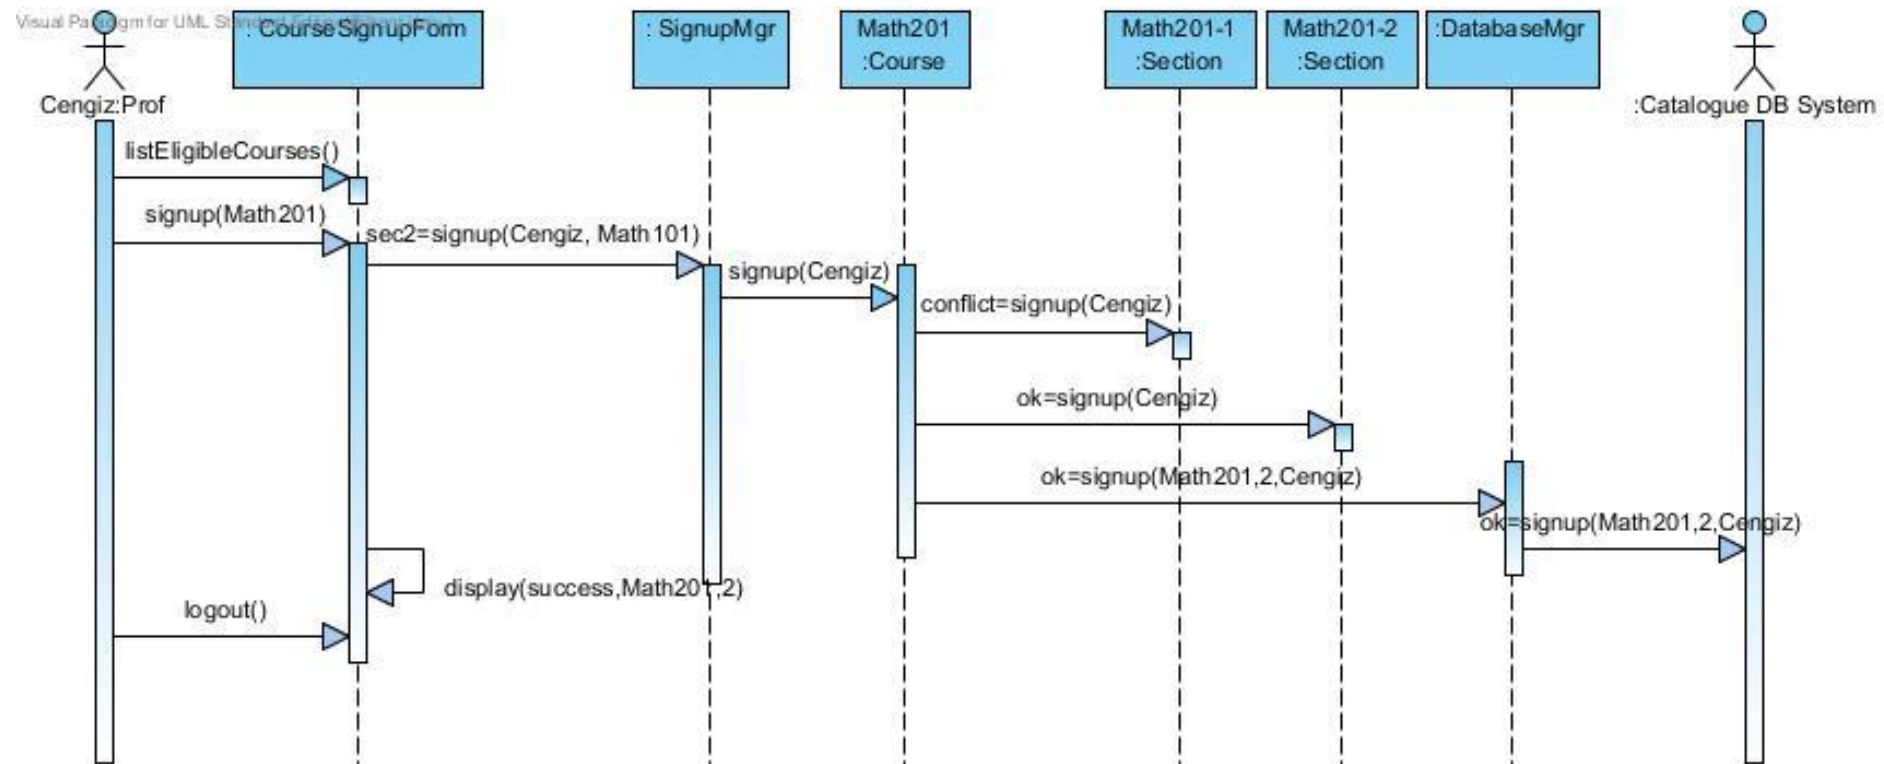 Visual Paradigm for UML Standard
: CourseSignupForm
: SignupMgr
Math201
:Course
Math201-1
:Section
Math201-2
:Section
:DatabaseMgr
Cengiz:Prof
:Catalogue DB System
listEligibleCourses()
signup(Math201)
sec2=signup(Cengiz, Math101)
signup(Cengiz)
conflict=signup(Cengiz)
ok=signup(Cengiz)
ok=signup(Math201,2,Cengiz)
ok=signup(Math201,2,Cengiz)
display(success,Math201,2)
logout()